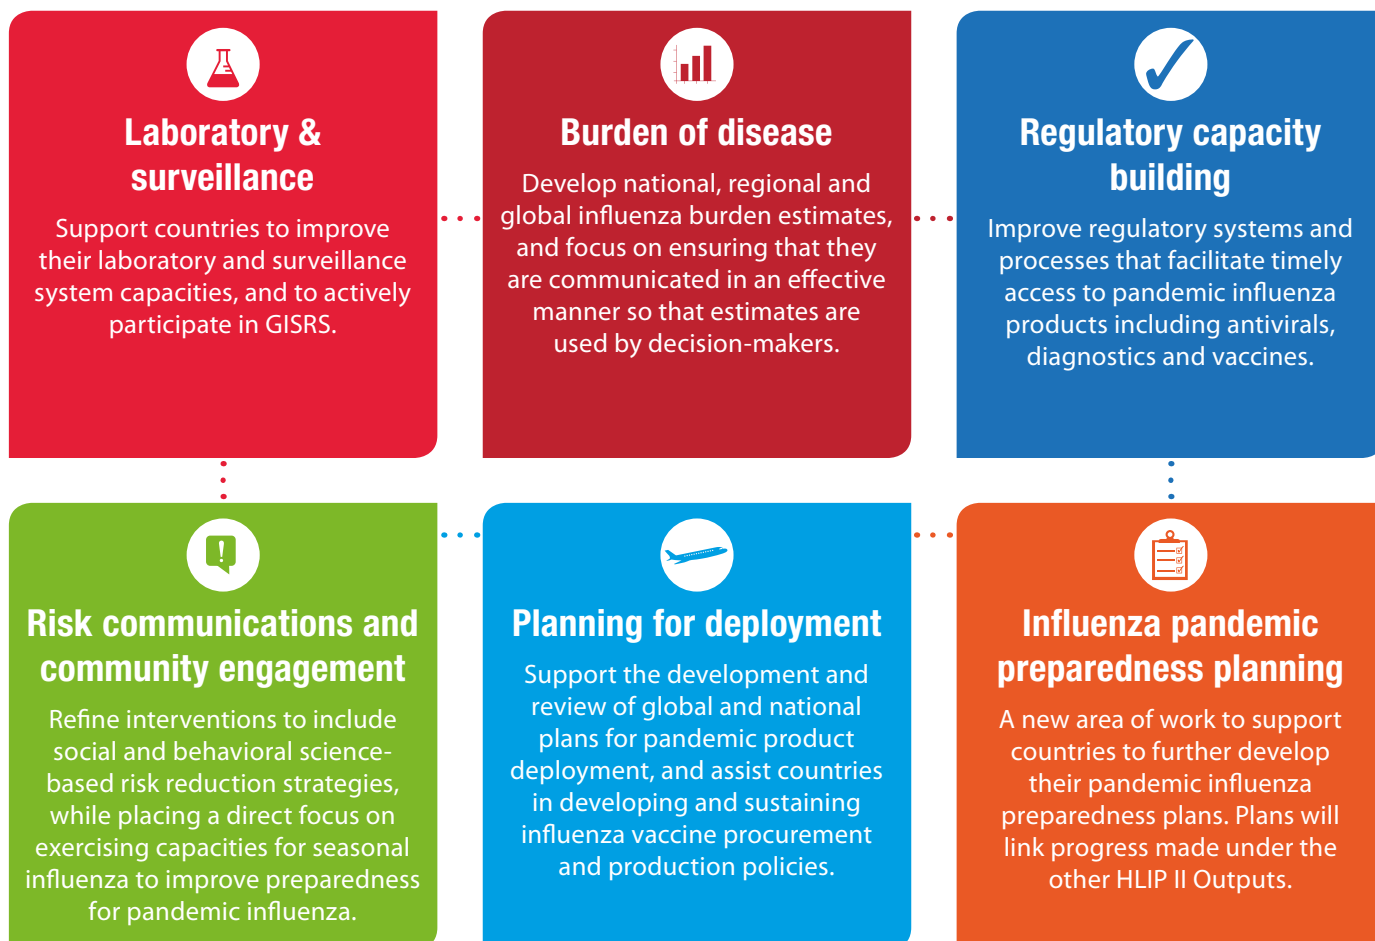 Laboratory &
surveillance
Support countries to improve
their laboratory and surveillance
system capacities, and to actively
participate in GISRS.
Burden of disease
Develop national, regional and
global influenza burden estimates,
and focus on ensuring that they
are communicated in an effective
manner so that estimates are
used by decision-makers.
Regulatory capacity
building
Improve regulatory systems and
processes that facilitate timely
access to pandemic influenza
products including antivirals,
diagnostics and vaccines.
Risk communications and
community engagement
Refine interventions to include
social and behavioral science-
based risk reduction strategies,
while placing a direct focus on
exercising capacities for seasonal
influenza to improve preparedness
for pandemic influenza.
Planning for deployment
Support the development and
review of global and national
plans for pandemic product
deployment, and assist countries
in developing and sustaining
influenza vaccine procurement
and production policies.
Influenza pandemic
preparedness planning
A new area of work to support
countries to further develop
their pandemic influenza
preparedness plans. Plans will
link progress made under the
other HLIP II Outputs.